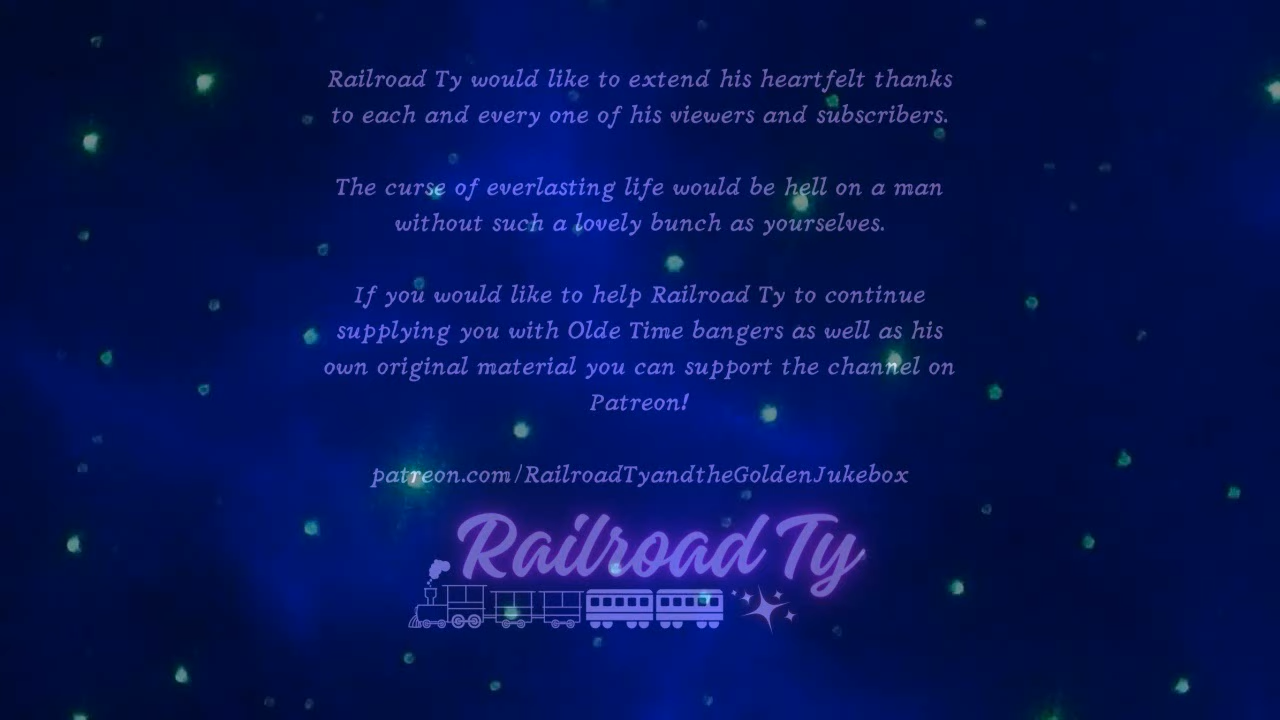 Railroad Ty would like to extend his heartfelt thanks
to each and every one of his viewers and subscribers.
The curse of everlasting life would be hell on a man
without such a lovely bunch as yourselves.
If you would like to help Railroad Ty to continue
supplying you with Olde Time bangers as well as his
own original material you can support the channel on
Patreon!
patreon.com/RailroadTyandtheGoldenJukebox
Railroad Ty